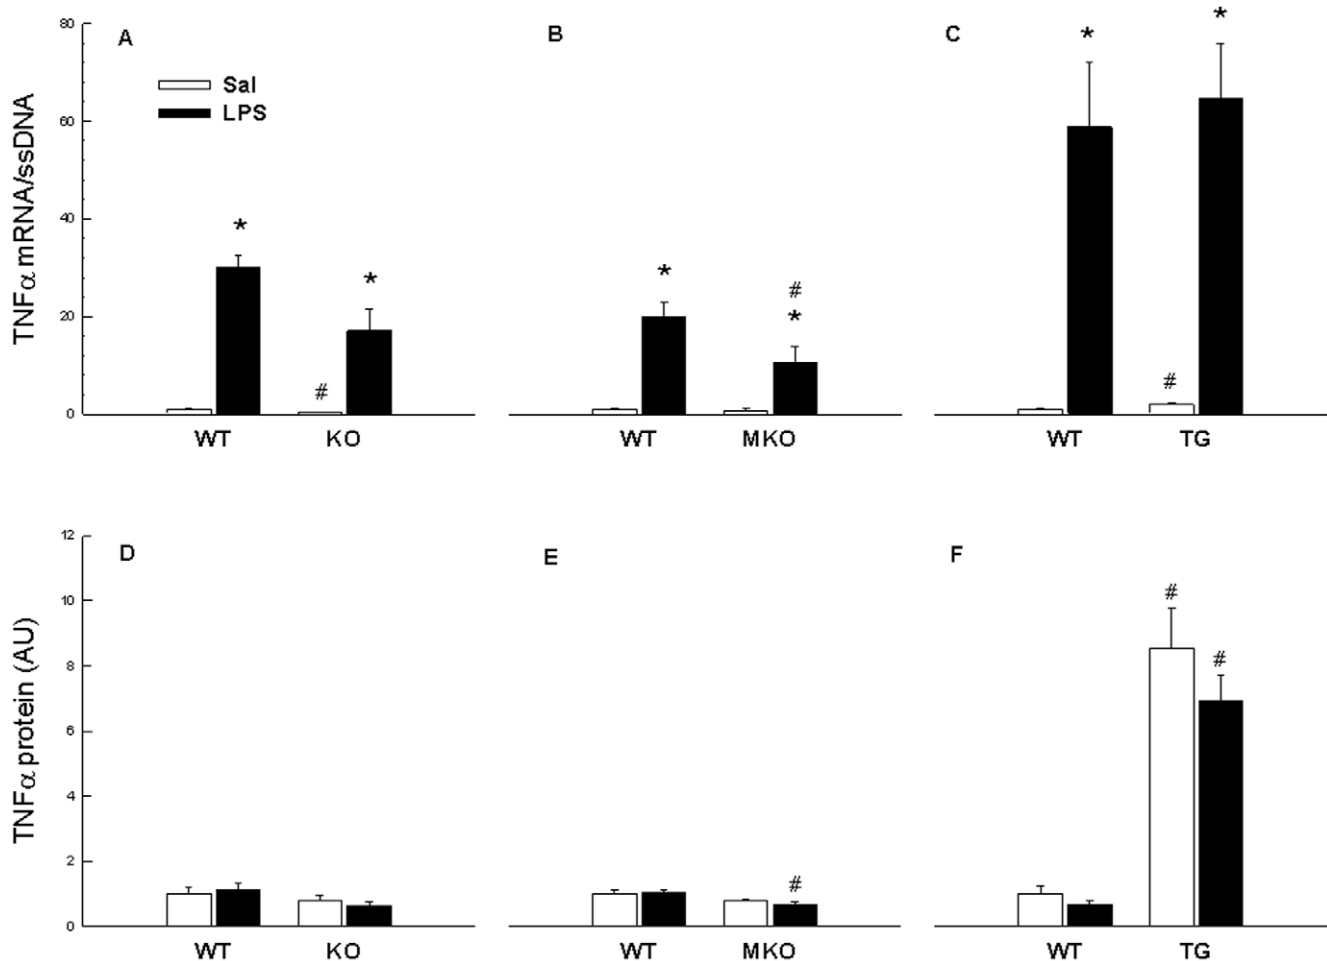 A
B
C
Sal
LPS
TNFα mRNA/ssDNA
80
60
40
20
0
*
*
#
*
#
*
*
#
*
WT
KO
WT
MKO
WT
TG
D
E
F
TNFα protein (AU)
12
10
8
6
4
2
0
#
#
#
WT
KO
WT
MKO
WT
TG